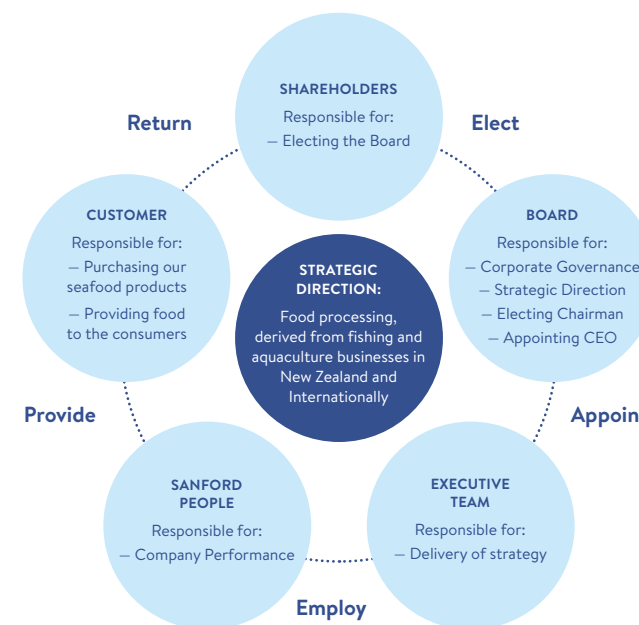 SHAREHOLDERS
Responsible for:
— Electing the Board
Return
Elect
CUSTOMER
Responsible for:
— Purchasing our
seafood products
— Providing food
to the consumers
BOARD
Responsible for:
— Corporate Governance
— Strategic Direction
— Electing Chairman
— Appointing CEO
STRATEGIC
DIRECTION:
Food processing,
derived from fishing and
aquaculture businesses in
New Zealand and
Internationally
Provide
Appoin
SANFORD
PEOPLE
Responsible for:
— Company Performance
EXECUTIVE
TEAM
Responsible for:
— Delivery of strategy
Employ